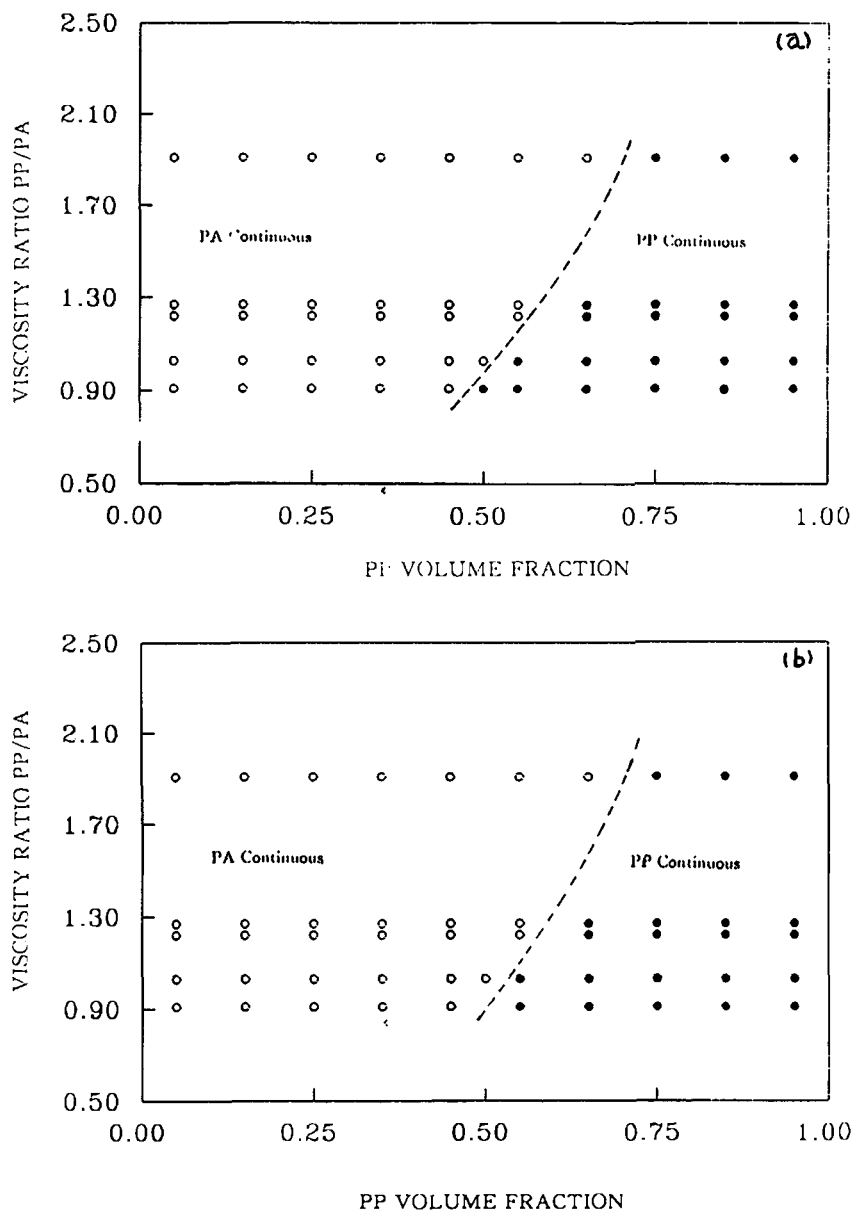 (a)
2.50
2.10
1.70
1.30
0.90
0.50
VISCOSITY RATIO PP/PA
PA Continuous
PP Continuous
0.00 0.25 0.50 0.75 1.00
VOLUME FRACTION
(b)
2.50
2.10
1.70
1.30
0.90
0.50
VISCOSITY RATIO PP/PA
PA Continuous
PP Continuous
0.00 0.25 0.50 0.75 1.00
PP VOLUME FRACTION